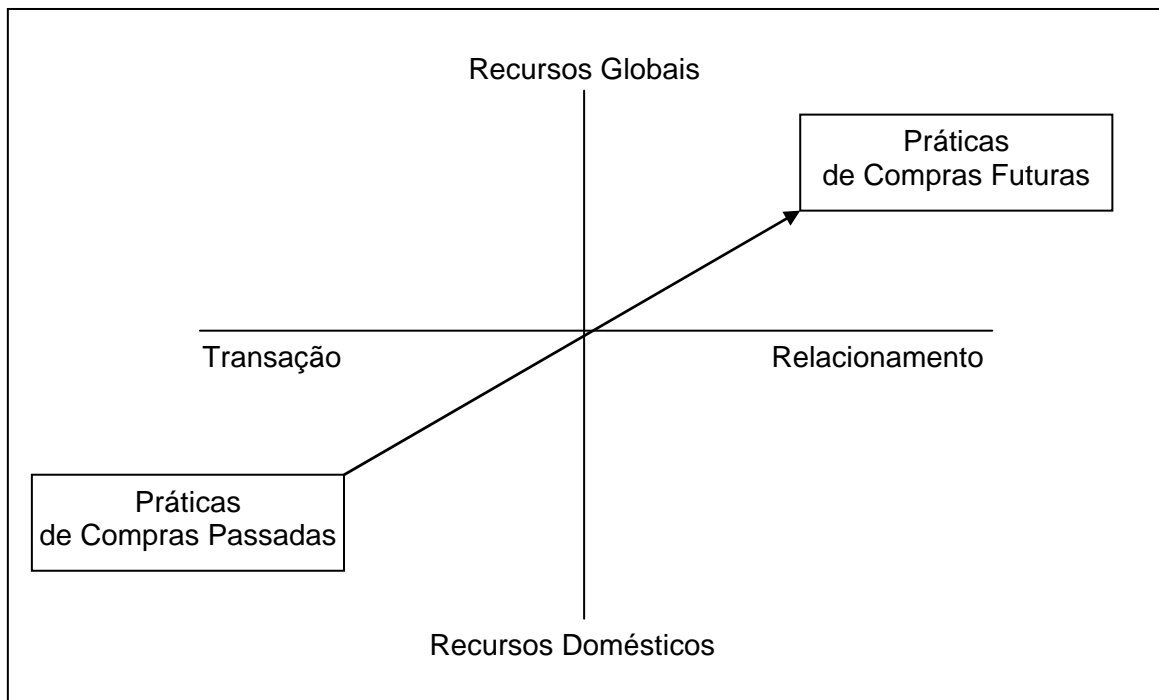 Recursos Globais
Práticas
de Compras Futuras
Transação
Relacionamento
Práticas
de Compras Passadas
Recursos Domésticos